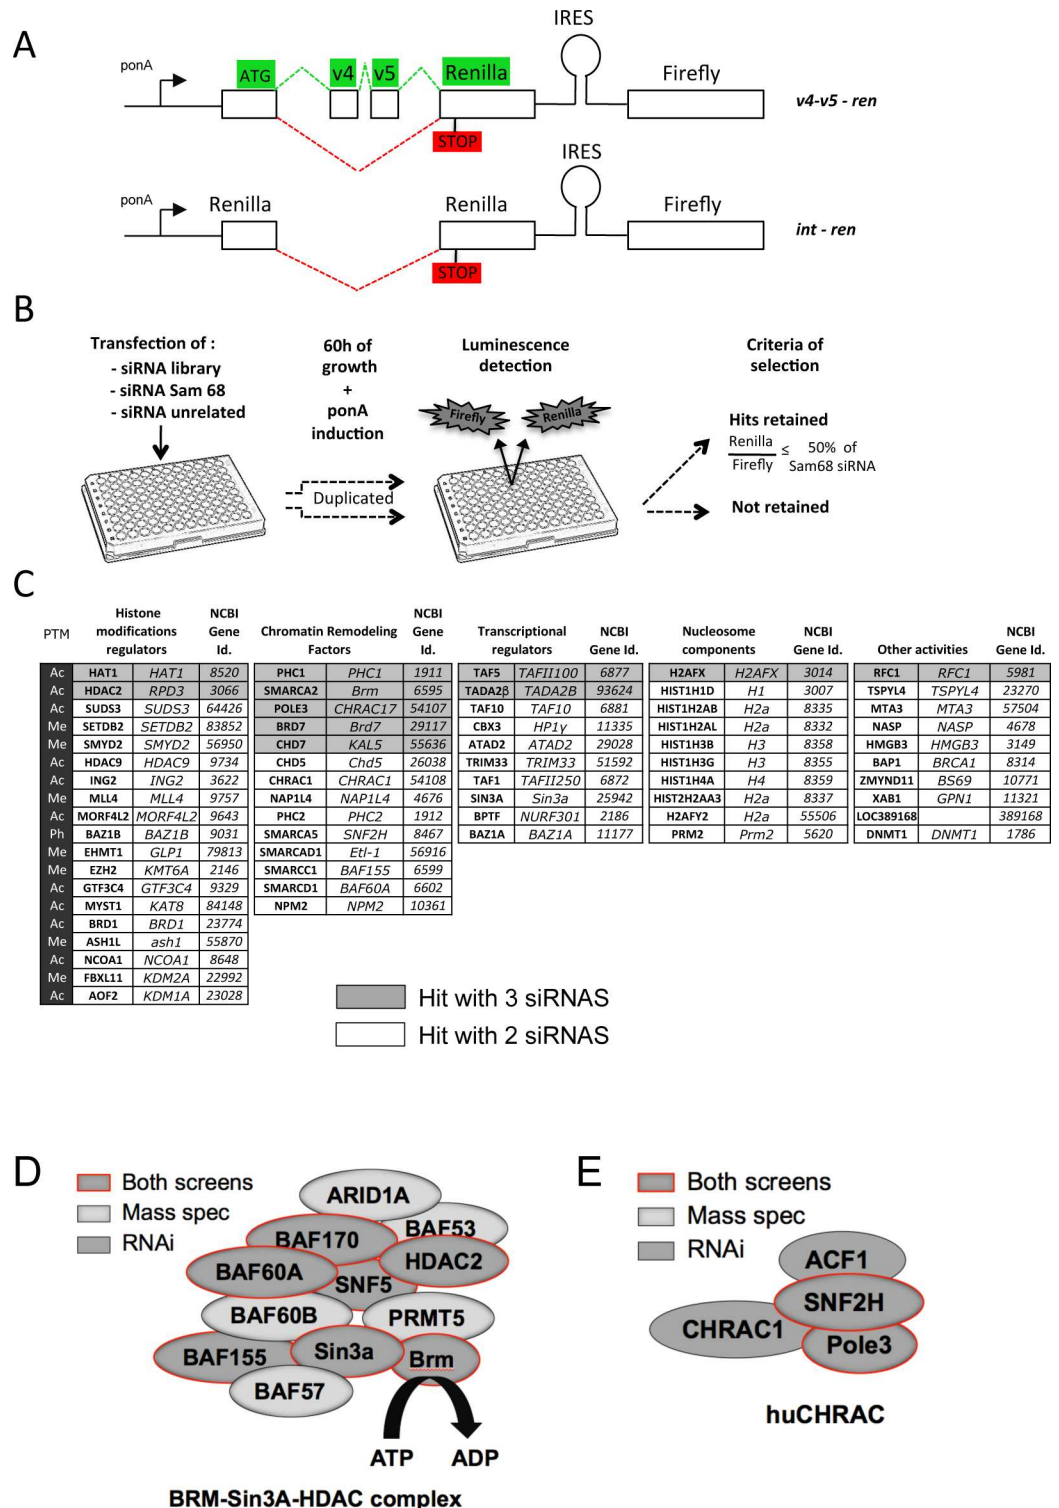 A
IRES
ponA
ATG
v4
v5
Renilla
Firefly
v4-v5 - ren
STOP
IRES
ponA
Renilla
Renilla
Firefly
int - ren
STOP
B
Transfection of :
- siRNA library
- siRNA Sam 68
- siRNA unrelated
60h of
growth
+
ponA
induction
Duplicated
Luminescence
detection
Firefly
Renilla
Criteria of
selection
Hits retained
Renilla
Firefly
≤ 50% of
Sam68 siRNA
Not retained
C
PTM Histone modifications regulators NCBI Gene Id.
Ac HAT1 HAT1 8520
Ac HDAC2 RPD3 3066
Ac SUDS3 SUDS3 64426
Me SETDB2 SETDB2 83852
Me SMYD2 SMYD2 56950
Ac HDAC9 HDAC9 9734
Ac ING2 ING2 3622
Me MLL4 MLL4 9757
Ac MORF4L2 MORF4L2 9643
Ph BAZ1B BAZ1B 9031
Me EHMT1 GLP1 79813
Me EZH2 KMT6A 2146
Ac GTF3C4 GTF3C4 9329
Ac MYST1 KAT8 84148
Ac BRD1 BRD1 23774
Me ASH1L ash1 55870
Ac NCOA1 NCOA1 8648
Me FBXL11 KDM2A 22992
Ac AOF2 KDM1A 23028
Chromatin Remodeling Factors NCBI Gene Id.
PHC1 PHC1 1911
SMARCA2 Brm 6595
POLE3 CHRAC17 54107
BRD7 Brd7 29117
CHD7 KAL5 55636
CHD5 Chd5 26038
CHRAC1 CHRAC1 54108
NAP1L4 NAP1L4 4676
PHC2 PHC2 1912
SMARCA5 SNF2H 8467
SMARCAD1 Etl-1 56916
SMARCC1 BAF155 6599
SMARCD1 BAF60A 6602
NPM2 NPM2 10361
Transcriptional regulators NCBI Gene Id.
TAF5 TAFII100 6877
TADA2β TADA2B 93624
TAF10 TAF10 6881
CBX3 HP1γ 11335
ATAD2 ATAD2 29028
TRIM33 TRIM33 51592
TAF1 TAFII250 6872
SIN3A Sin3a 25942
BPTF NURF301 2186
BAZ1A BAZ1A 11177
Nucleosome components NCBI Gene Id.
H2AFX H2AFX 3014
HIST1H1D H1 3007
HIST1H2AB H2a 8335
HIST1H2AL H2a 8332
HIST1H3B H3 8358
HIST1H3G H3 8355
HIST1H4A H4 8359
HIST2H2AA3 H2a 8337
H2AFY2 H2a 55506
PRM2 Prm2 5620
Other activities NCBI Gene Id.
RFC1 RFC1 5981
TSPYL4 TSPYL4 23270
MTA3 MTA3 57504
NASP NASP 4678
HMGB3 HMGB3 3149
BAP1 BRCA1 8314
ZMYND11 BS69 10771
XAB1 GPN1 11321
LOC389168 389168
DNMT1 DNMT1 1786
Hit with 3 siRNAS
Hit with 2 siRNAS
D
Both screens
Mass spec
RNAi
ARID1A
BAF53
BAF170
HDAC2
BAF60A
SNF5
BAF60B
PRMT5
Sin3a
BAF155
Brm
BAF57
ATP
ADP
BRM-Sin3A-HDAC complex
E
Both screens
Mass spec
RNAi
ACF1
SNF2H
CHRAC1
Pole3
huCHRAC